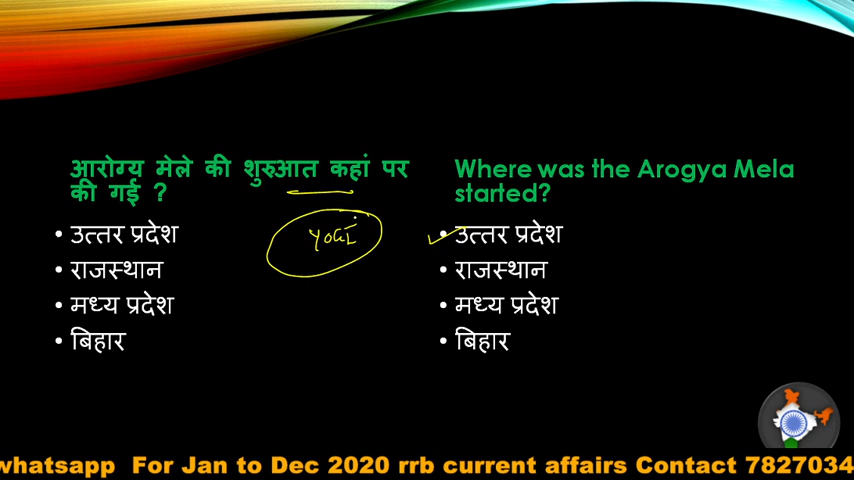 आरोग्य मेले की शुरुआत कहां पर
की गई ?
• उत्तर प्रदेश
• राजस्थान
• मध्य प्रदेश
• बिहार
YOGI
Where was the Arogya Mela
started?
• उत्तर प्रदेश
• राजस्थान
• मध्य प्रदेश
• बिहार
whatsapp For Jan to Dec 2020 rrb current affairs Contact 7827034